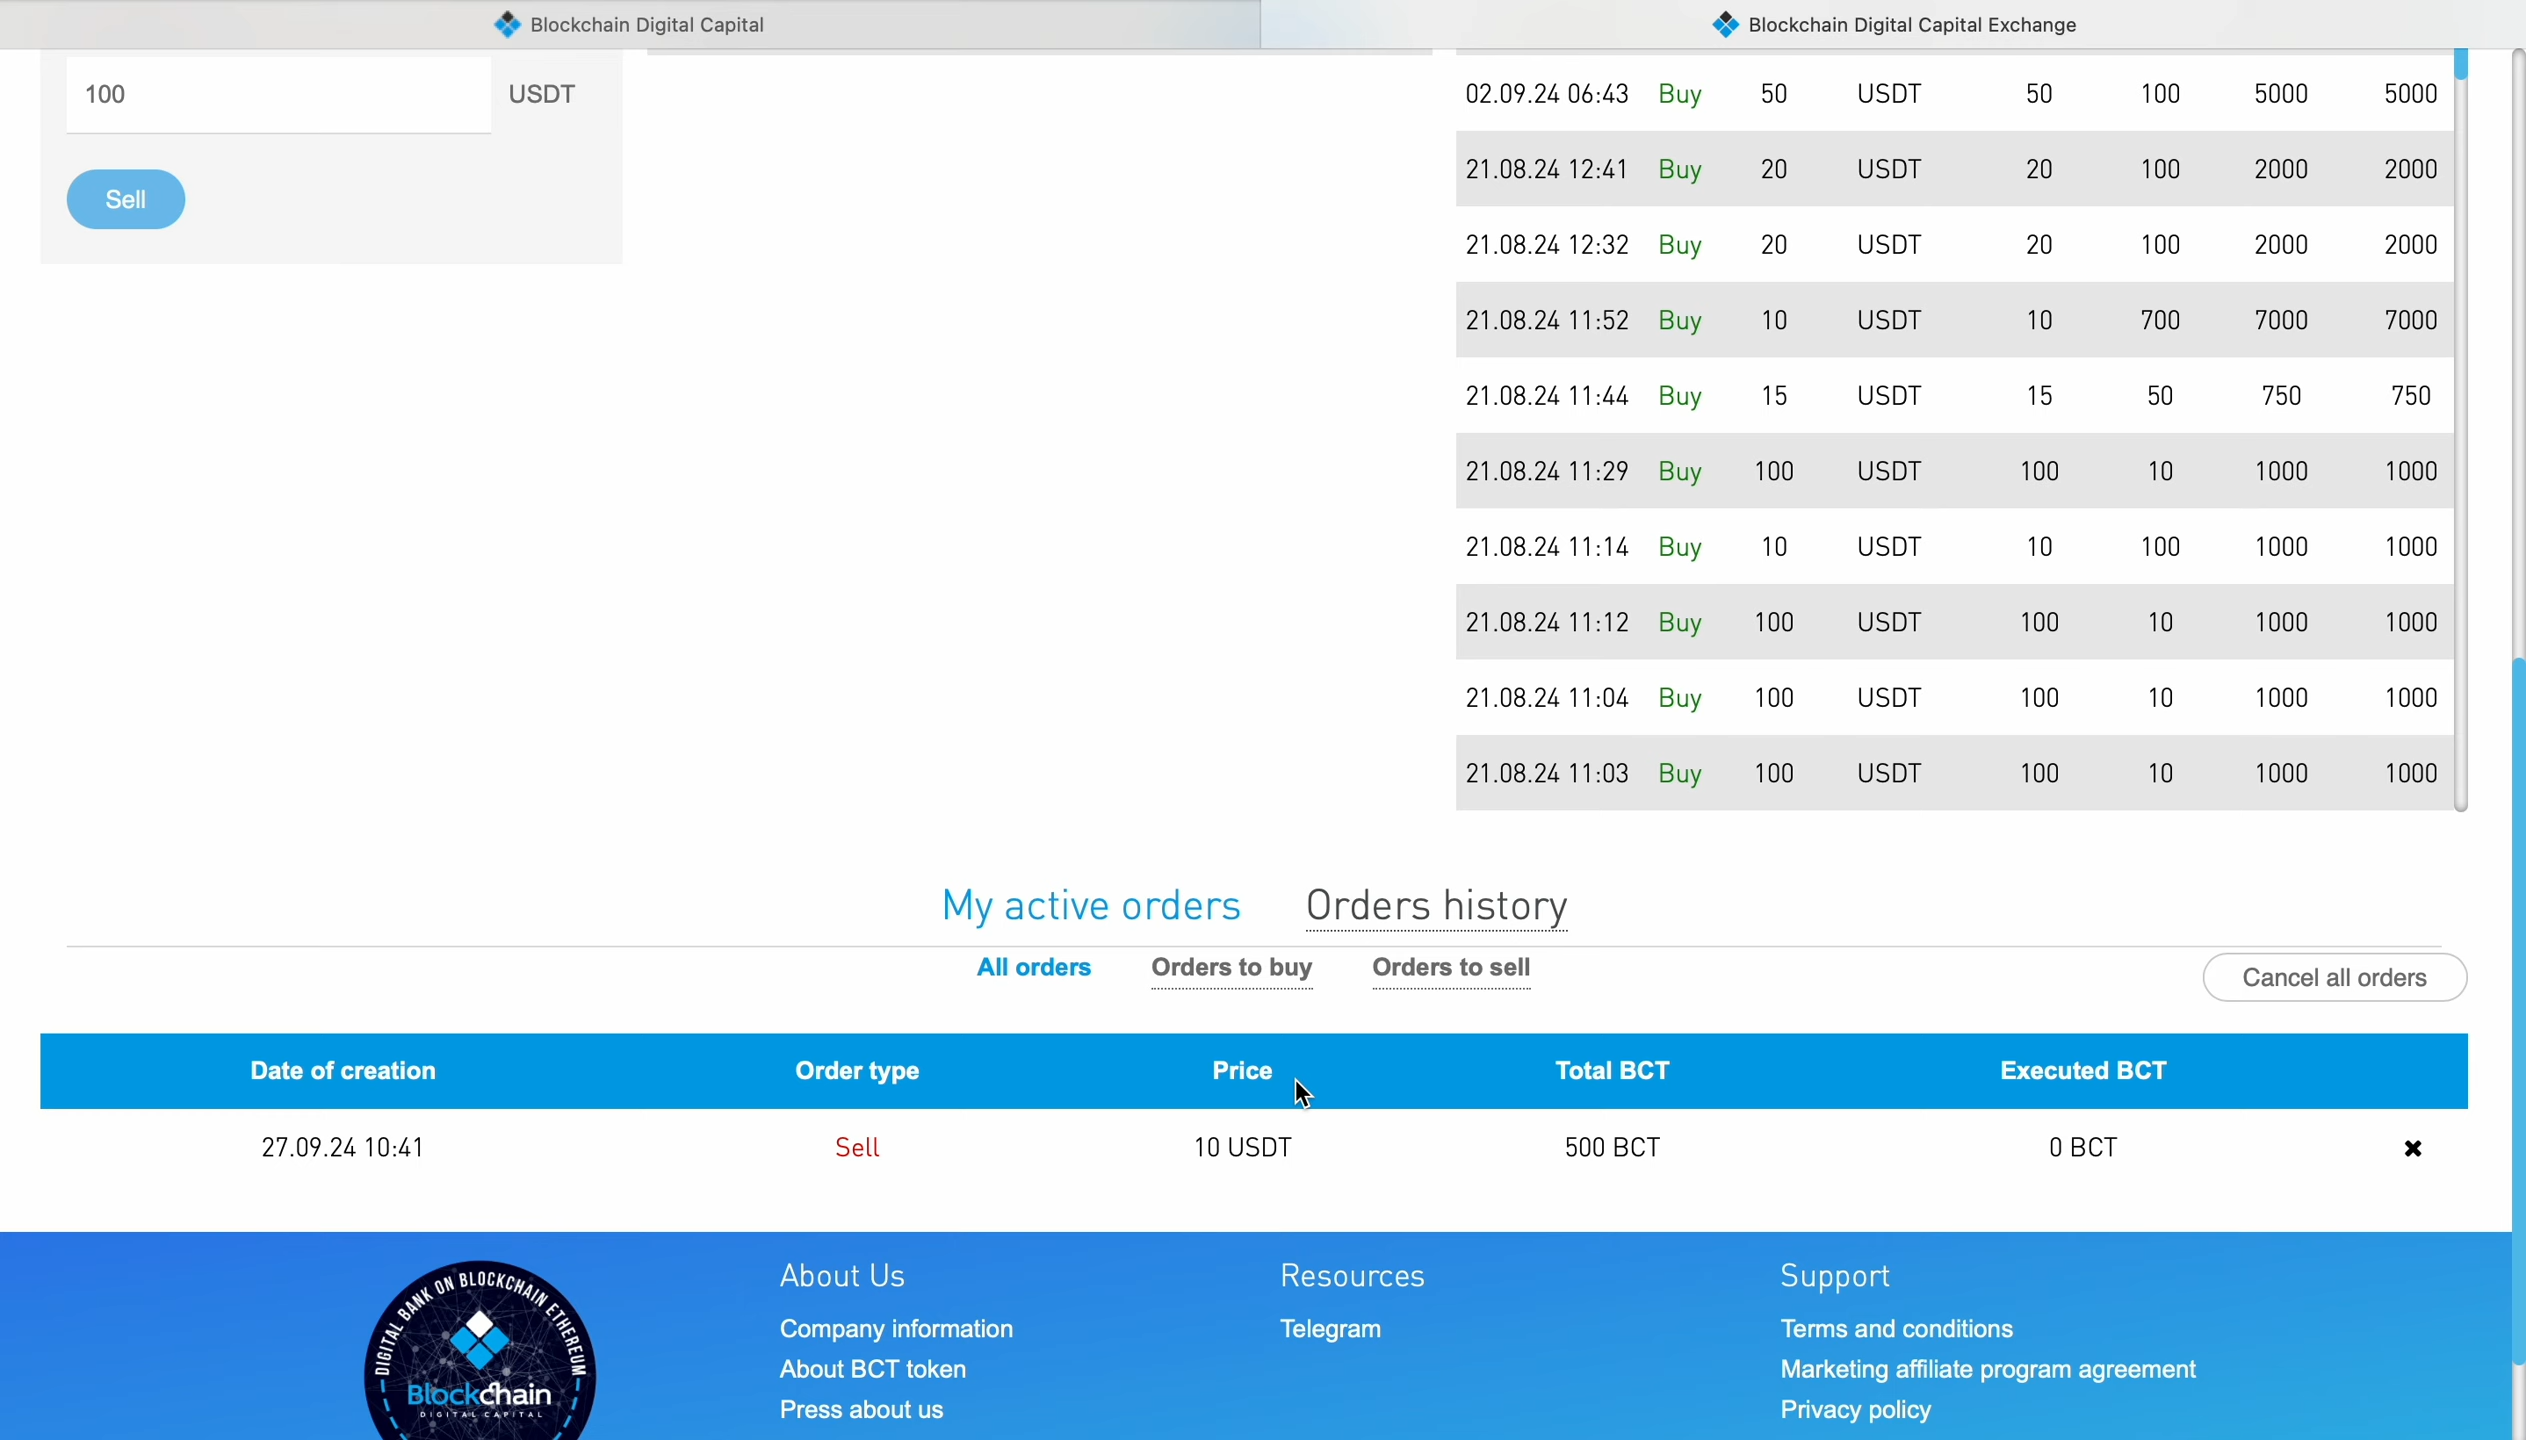 Blockchain Digital Capital
Blockchain Digital Capital Exchange
100 USDT
Sell
02.09.24 06:43 Buy 50 USDT 50 100 5000 5000
21.08.24 12:41 Buy 20 USDT 20 100 2000 2000
21.08.24 12:32 Buy 20 USDT 20 100 2000 2000
21.08.24 11:52 Buy 10 USDT 10 700 7000 7000
21.08.24 11:44 Buy 15 USDT 15 50 750 750
21.08.24 11:29 Buy 100 USDT 100 10 1000 1000
21.08.24 11:14 Buy 10 USDT 10 100 1000 1000
21.08.24 11:12 Buy 100 USDT 100 10 1000 1000
21.08.24 11:04 Buy 100 USDT 100 10 1000 1000
21.08.24 11:03 Buy 100 USDT 100 10 1000 1000
My active orders Orders history
All orders Orders to buy Orders to sell Cancel all orders
Date of creation Order type Price Total BCT Executed BCT
27.09.24 10:41 Sell 10 USDT 500 BCT 0 BCT
DIGITAL BANK ON BLOCKCHAIN ETHEREUM
Blockchain
DIGITAL CAPITAL
About Us
Company information
About BCT token
Press about us
Resources
Telegram
Support
Terms and conditions
Marketing affiliate program agreement
Privacy policy